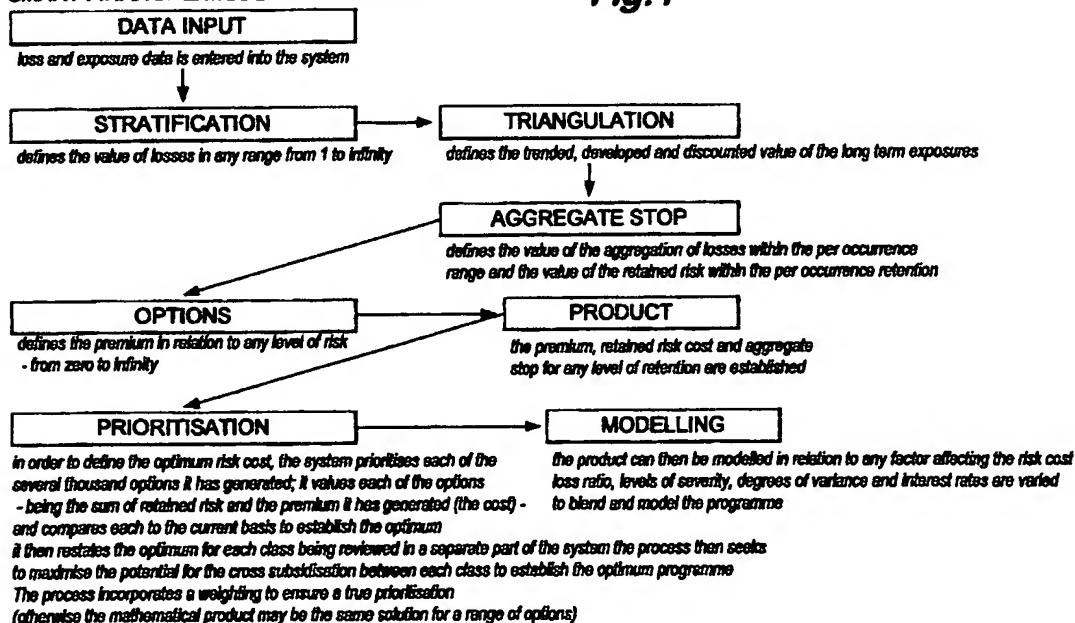 Fig.1
DATA INPUT
loss and exposure data is entered into the system
STRATIFICATION
defines the value of losses in any range from 1 to infinity
TRIANGULATION
defines the trended, developed and discounted value of the long term exposures
AGGREGATE STOP
defines the value of the aggregation of losses within the per occurrence
range and the value of the retained risk within the per occurrence retention
OPTIONS
defines the premium in relation to any level of risk
- from zero to infinity
PRODUCT
the premium, retained risk cost and aggregate
stop for any level of retention are established
PRIORITISATION
in order to define the optimum risk cost, the system prioritises each of the
several thousand options it has generated; it values each of the options
- being the sum of retained risk and the premium it has generated (the cost) -
and compares each to the current basis to establish the optimum
it then restates the optimum for each class being reviewed in a separate part of the system the process then seeks
to maximise the potential for the cross subsidisation between each class to establish the optimum programme
The process incorporates a weighting to ensure a true prioritisation
(otherwise the mathematical product may be the same solution for a range of options)
MODELLING
the product can then be modelled in relation to any factor affecting the risk cost
loss ratio, levels of severity, degrees of variance and interest rates are varied
to blend and model the programme